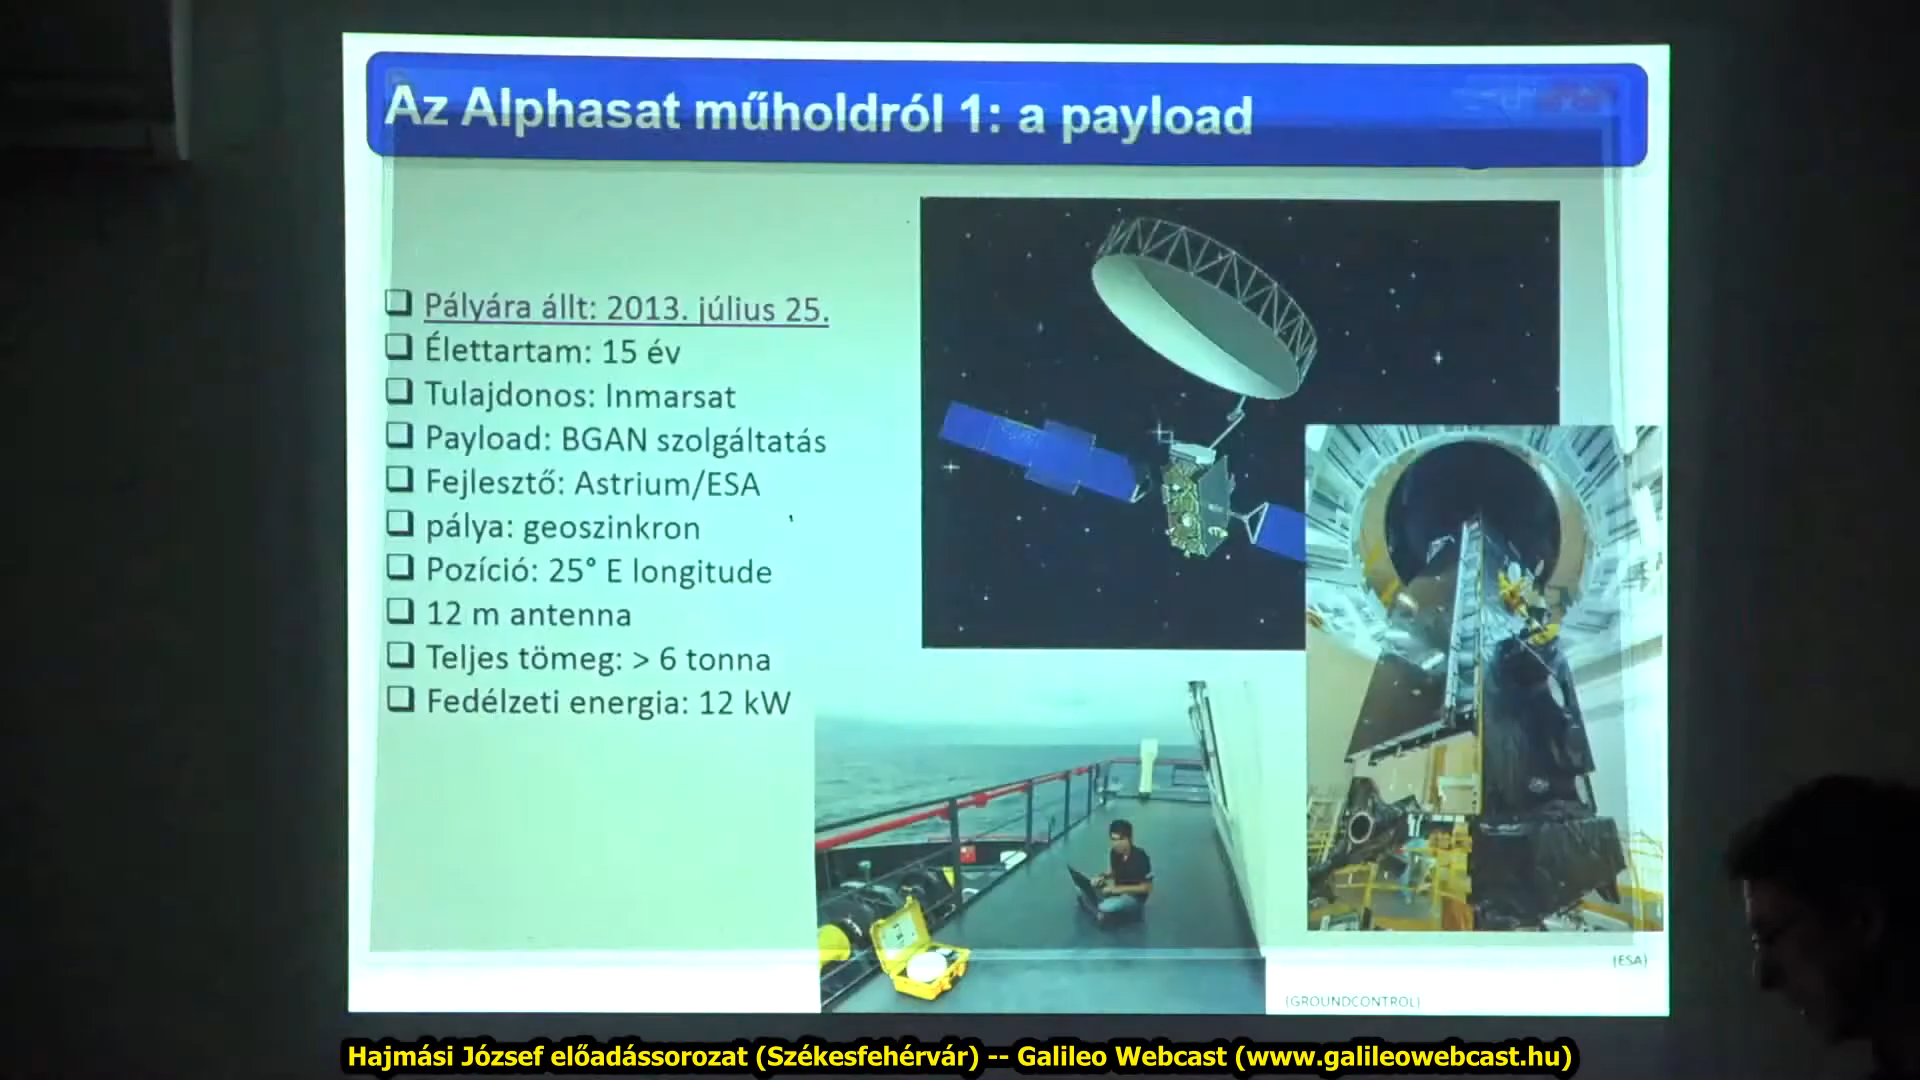 Az Alphasat műholdról 1: a payload
Pályára állt: 2013. július 25.
Élettartam: 15 év
Tulajdonos: Inmarsat
Payload: BGAN szolgáltatás
Fejlesztő: Astrium/ESA
pálya: geoszinkron
Pozíció: 25° E longitude
12 m antenna
Teljes tömeg: > 6 tonna
Fedélzeti energia: 12 kW
(ESA)
(GROUNDCONTROL)
Hajmási József előadássorozat (Székesfehérvár) -- Galileo Webcast (www.galileowebcast.hu)